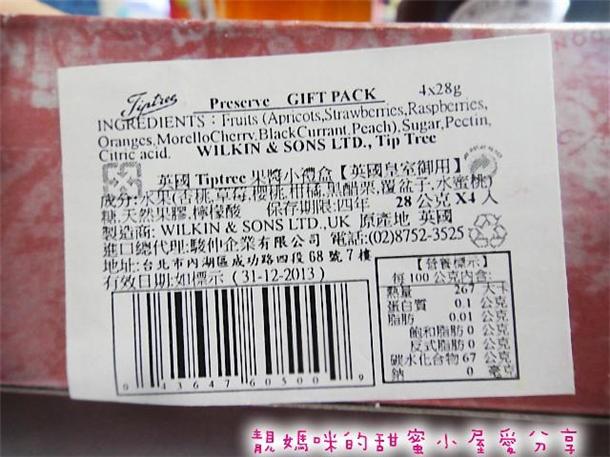 Tiptree Preserve GIFT PACK 4x28g
INGREDIENTS：Fruits (Apricots,Strawberries,Raspberries,
Oranges,MorelloCherry,BlackCurrant,Peach).Sugar,Pectin,
Citric acid. WILKIN & SONS LTD., Tip Tree
英國 Tiptree 果醬小禮盒【英國皇室御用】
成分:水果(杏桃,草莓,櫻桃,柑橘,黑醋栗,覆盆子,水蜜桃)
糖,天然果膠,檸檬酸 保存期限:四年 28 公克 X4 入
製造商: WILKIN & SONS LTD.,UK 原產地 英國
進口總代理:駿仲企業有限公司 電話:(02)8752-3525
地址:台北市內湖區成功路四段 68 號 7 樓
有效日期:如標示 (31-12-2013)
【營養標示】
每 100 公克內含:
熱量 267 大卡
蛋白質 0.1 公克
脂肪 0.01 公克
飽和脂肪 0 公克
反式脂肪 0 公克
碳水化合物 67 公克
鈉 0 毫克
0 43647 60500 9
靚媽咪的甜蜜小屋愛分享